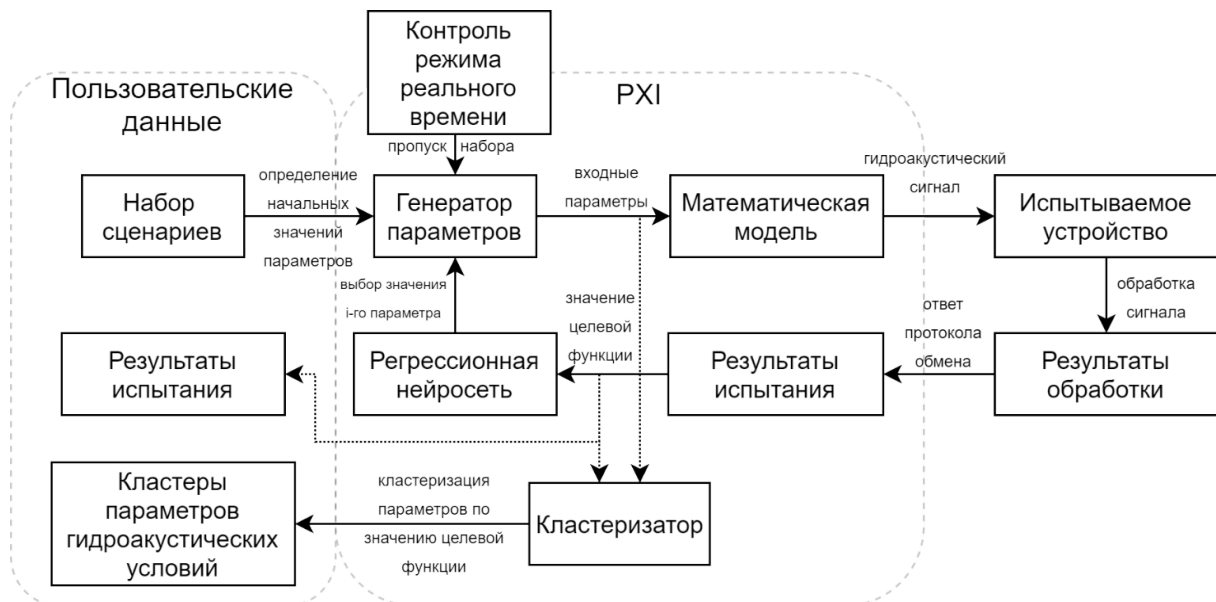 Контроль
режима
реального
времени
Пользовательские
данные
PXI
пропуск набора
Набор
сценариев
определение
начальных
значений
параметров
Генератор
параметров
входные
параметры
Математическая
модель
гидроакустический
сигнал
Испытываемое
устройство
выбор значения
i-го параметра
значение
целевой
функции
ответ
протокола
обмена
обработка
сигнала
Результаты
испытания
Регрессионная
нейросеть
Результаты
испытания
Результаты
обработки
Кластеры
параметров
гидроакустических
условий
кластеризация
параметров по
значению целевой
функции
Кластеризатор